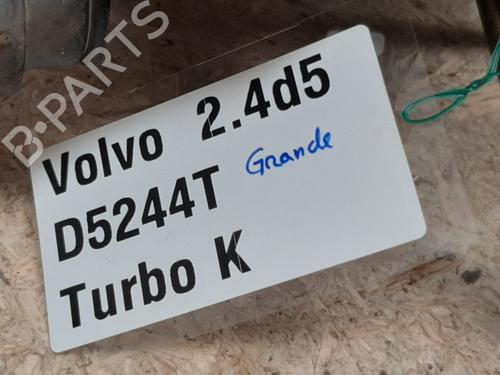 B-PARTS
Volvo 2.4d5
D5244T Grande
Turbo K